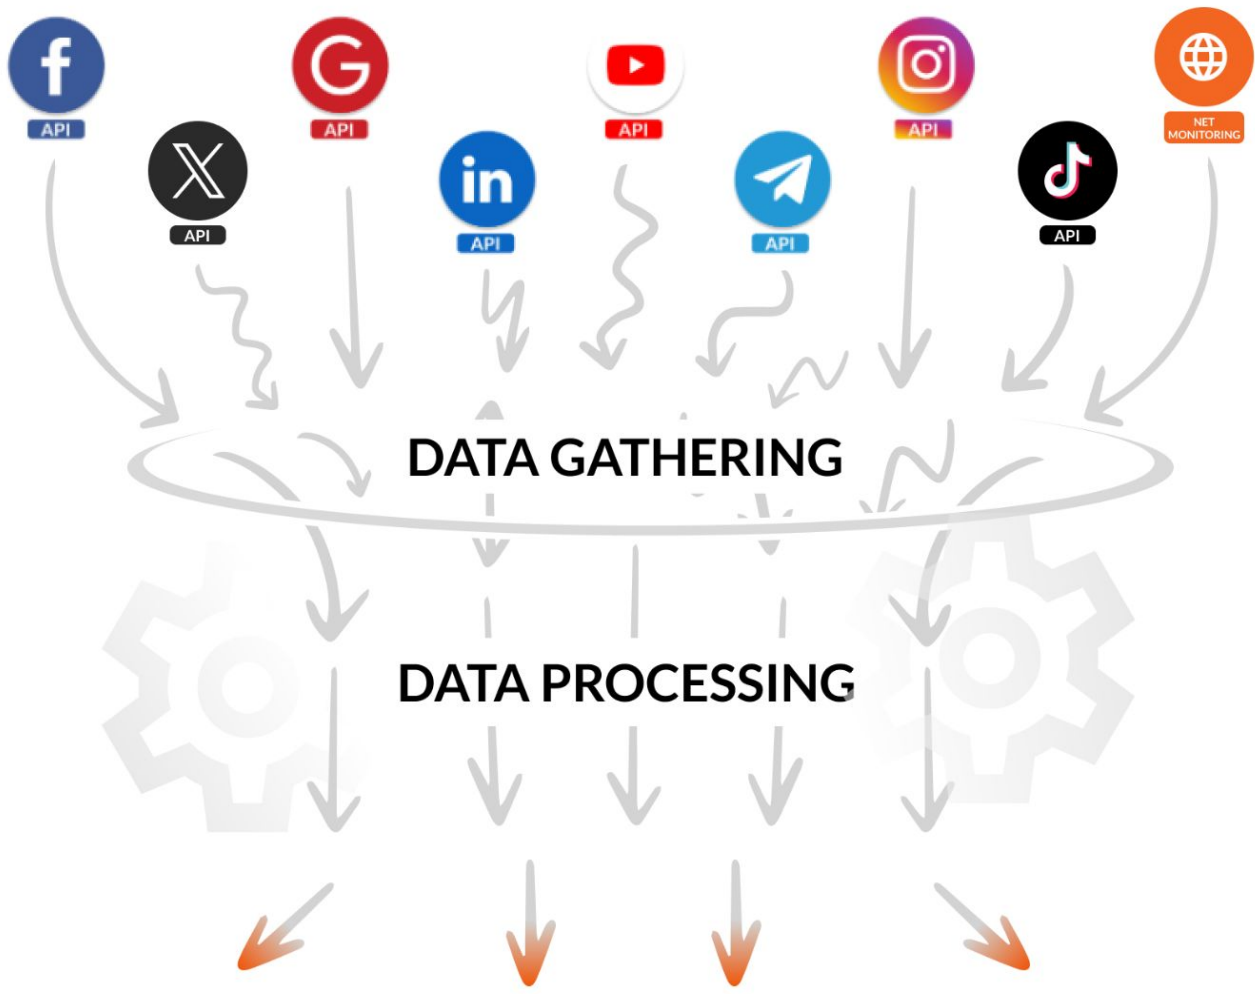 API
API
API
API
NET
MONITORING
API
API
API
API
DATA GATHERING
DATA PROCESSING